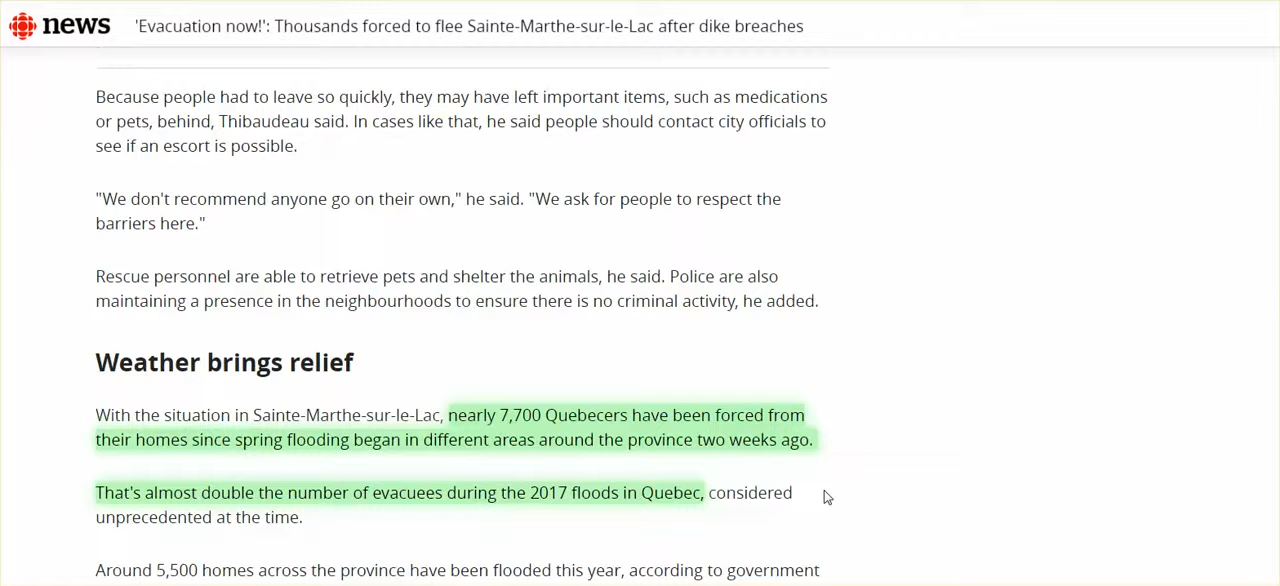 news 'Evacuation now!': Thousands forced to flee Sainte-Marthe-sur-le-Lac after dike breaches
Because people had to leave so quickly, they may have left important items, such as medications
or pets, behind, Thibaudeau said. In cases like that, he said people should contact city officials to
see if an escort is possible.
"We don't recommend anyone go on their own," he said. "We ask for people to respect the
barriers here."
Rescue personnel are able to retrieve pets and shelter the animals, he said. Police are also
maintaining a presence in the neighbourhoods to ensure there is no criminal activity, he added.
Weather brings relief
With the situation in Sainte-Marthe-sur-le-Lac, nearly 7,700 Quebecers have been forced from
their homes since spring flooding began in different areas around the province two weeks ago.
That's almost double the number of evacuees during the 2017 floods in Quebec, considered
unprecedented at the time.
Around 5,500 homes across the province have been flooded this year, according to government